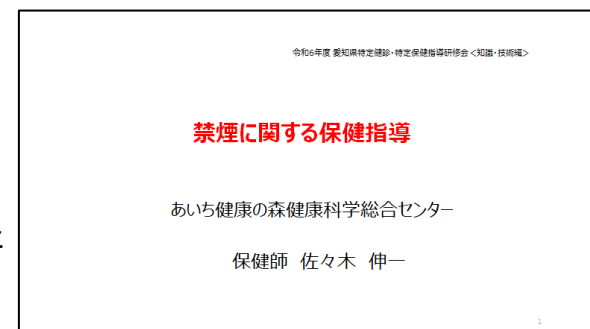 令和6年度 愛知県特定健診・特定保健指導研修会<知識・技術編>
禁煙に関する保健指導
あいち健康の森健康科学総合センター
保健師 佐々木 伸一
1